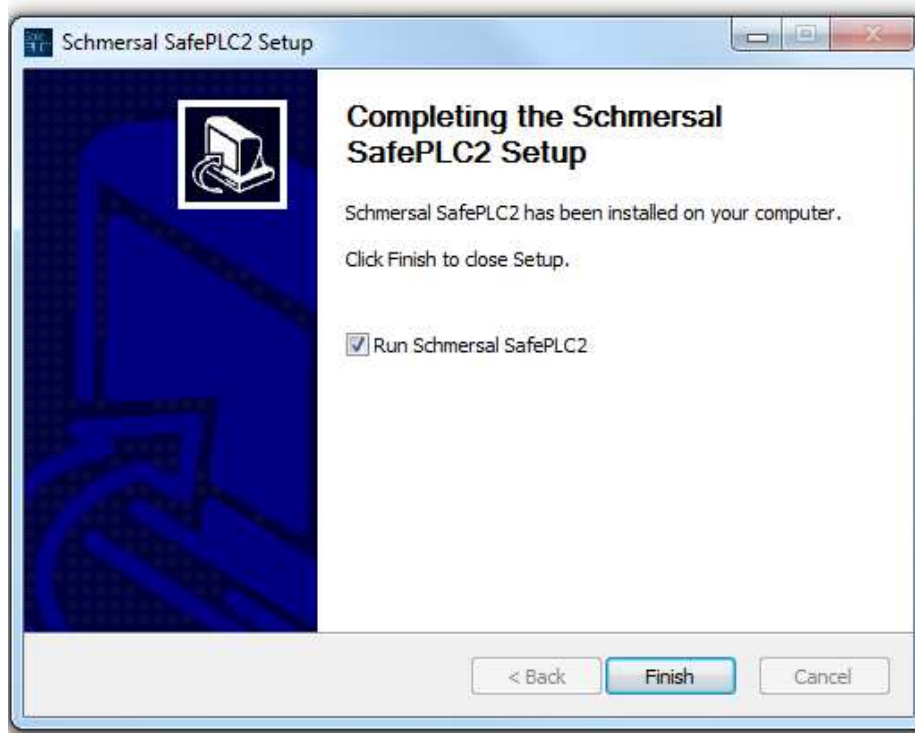 Schmersal SafePLC2 Setup
Completing the Schmersal
SafePLC2 Setup
Schmersal SafePLC2 has been installed on your computer.
Click Finish to close Setup.
Run Schmersal SafePLC2
< Back Finish Cancel